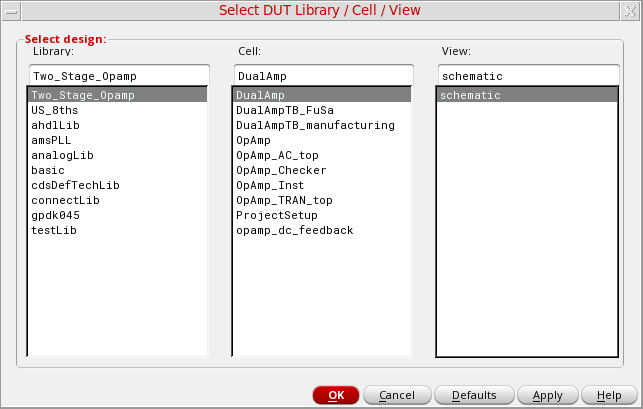 Select DUT Library / Cell / View
Select design:
Library:
Cell:
View:
Two_Stage_Opamp
DualAmp
schematic
Two_Stage_Opamp
US_8ths
ahdlLib
amsPLL
analogLib
basic
cdsDefTechLib
connectLib
gpdk045
testLib
DualAmp
DualAmpTB_FuSa
DualAmpTB_manufacturing
OpAmp
OpAmp_AC_top
OpAmp_Checker
OpAmp_Inst
OpAmp_TRAN_top
ProjectSetup
opamp_dc_feedback
schematic
OK
Cancel
Defaults
Apply
Help